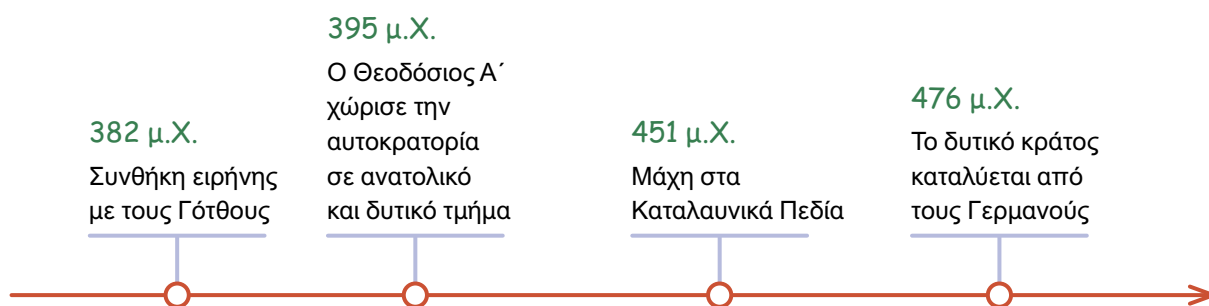 382 μ.Χ.
Συνθήκη ειρήνης
με τους Γότθους
395 μ.Χ.
Ο Θεοδόσιος Α΄
χώρισε την
αυτοκρατορία
σε ανατολικό
και δυτικό τμήμα
451 μ.Χ.
Μάχη στα
Καταλαυνικά Πεδία
476 μ.Χ.
Το δυτικό κράτος
καταλύεται από
τους Γερμανούς